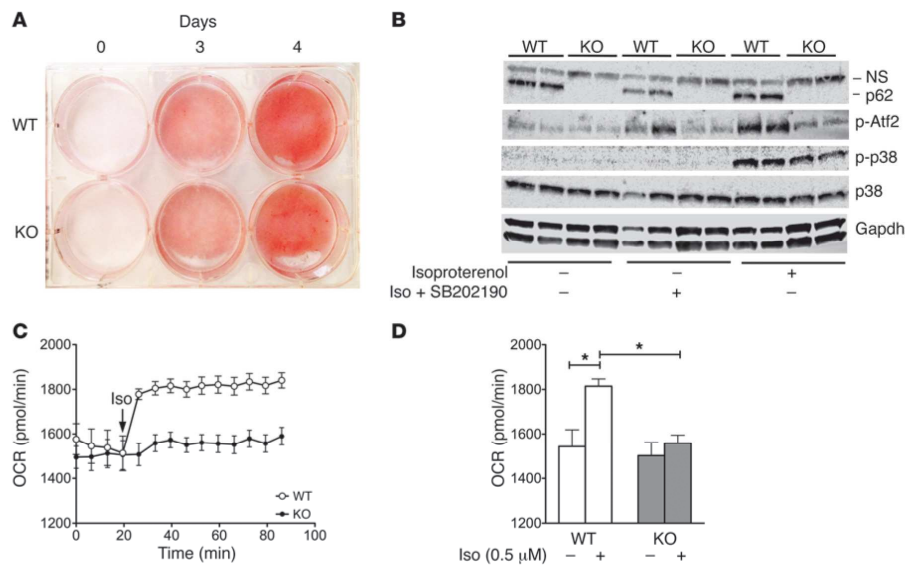 A
Days
0 3 4
WT
KO
B
WT KO WT KO WT KO
– NS
– p62
p-Atf2
p-p38
p38
Gapdh
Isoproterenol – – +
Iso + SB202190 – + –
C
2000
1800
1600
1400
1200
OCR (pmol/min)
Iso
WT
KO
0 20 40 60 80 100
Time (min)
D
2000
1800
1600
1400
1200
OCR (pmol/min)
* *
WT KO
Iso (0.5 μM) – + – +